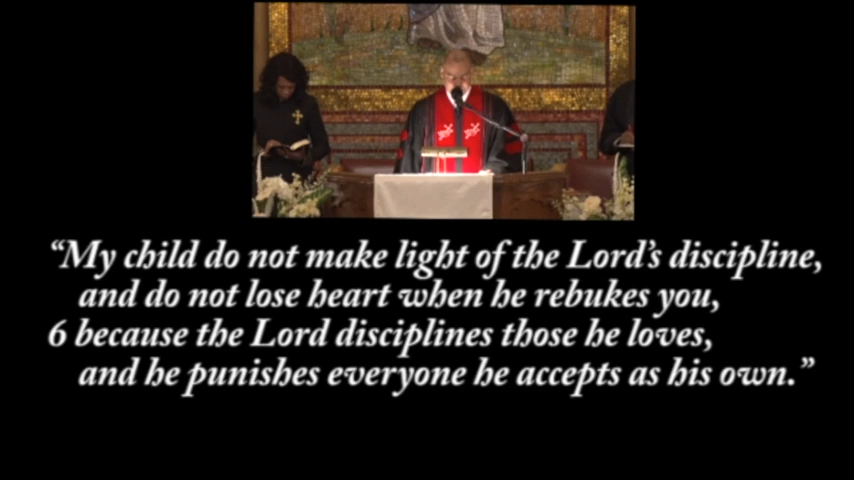 “My child do not make light of the Lord’s discipline,
and do not lose heart when he rebukes you,
6 because the Lord disciplines those he loves,
and he punishes everyone he accepts as his own.”